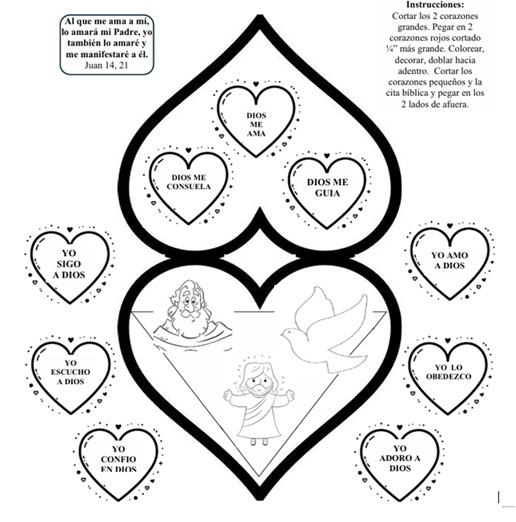 Al que me ama a mí,
lo amará mi Padre, yo
también lo amaré y
me manifestaré a él.
Juan 14, 21
Instrucciones:
Cortar los 2 corazones
grandes. Pegar en 2
corazones rojos cortado
¼" más grande. Colorear,
decorar, doblar hacia
adentro. Cortar los
corazones pequeños y la
cita bíblica y pegar en los
2 lados de afuera.
DIOS
ME
AMA
DIOS ME
CONSUELA
DIOS ME
GUIA
YO
SIGO
A DIOS
YO AMO
A DIOS
YO
ESCUCHO
A DIOS
YO LO
OBEDEZCO
YO
CONFIO
EN DIOS
YO
ADORO A
DIOS